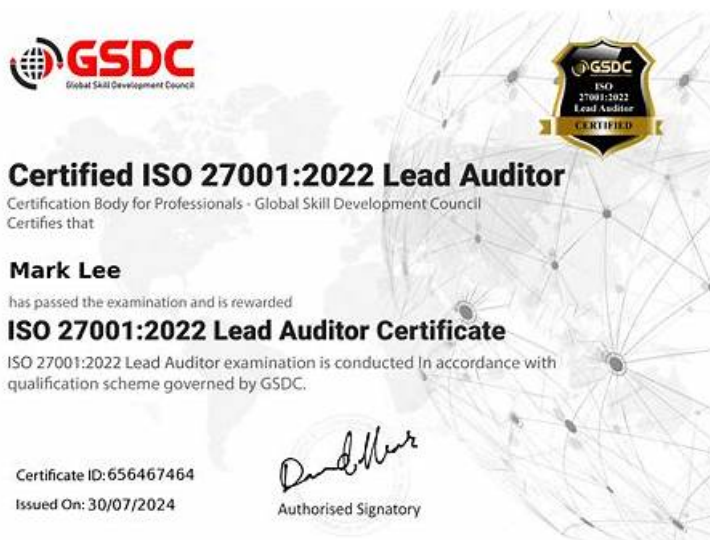 GSDC
Global Skill Development Council
GSDC
ISO
27001:2022
Lead Auditor
CERTIFIED
Certified ISO 27001:2022 Lead Auditor
Certification Body for Professionals - Global Skill Development Council
Certifies that
Mark Lee
has passed the examination and is rewarded
ISO 27001:2022 Lead Auditor Certificate
ISO 27001:2022 Lead Auditor examination is conducted In accordance with
qualification scheme governed by GSDC.
Certificate ID:656467464
Issued On: 30/07/2024
Authorised Signatory